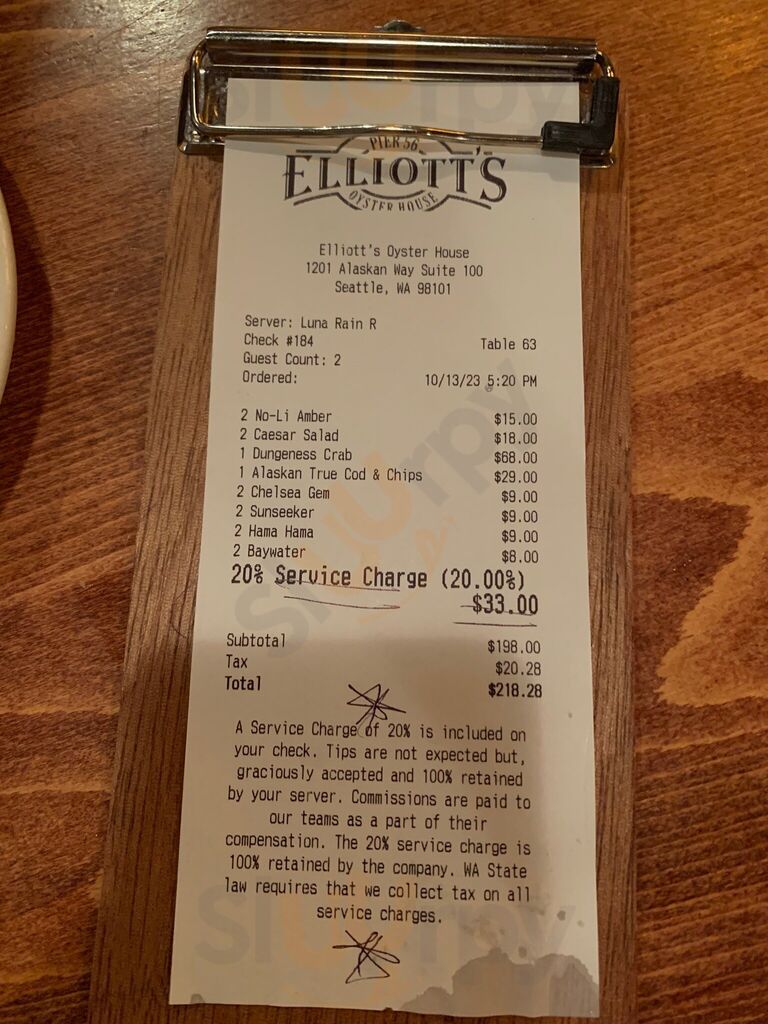 PIER 56
ELLIOTT'S
OYSTER HOUSE
Elliott's Oyster House
1201 Alaskan Way Suite 100
Seattle, WA 98101
Server: Luna Rain R
Check #184 Table 63
Guest Count: 2
Ordered: 10/13/23 5:20 PM
2 No-Li Amber $15.00
2 Caesar Salad $18.00
1 Dungeness Crab $68.00
1 Alaskan True Cod & Chips $29.00
2 Chelsea Gem $9.00
2 Sunseeker $9.00
2 Hama Hama $9.00
2 Baywater $8.00
20% Service Charge (20.00%)
$33.00
Subtotal $198.00
Tax $20.28
Total $218.28
A Service Charge of 20% is included on
your check. Tips are not expected but,
graciously accepted and 100% retained
by your server. Commissions are paid to
our teams as a part of their
compensation. The 20% service charge is
100% retained by the company. WA State
law requires that we collect tax on all
service charges.
Sluurpy
Sluurpy
Sluurpy